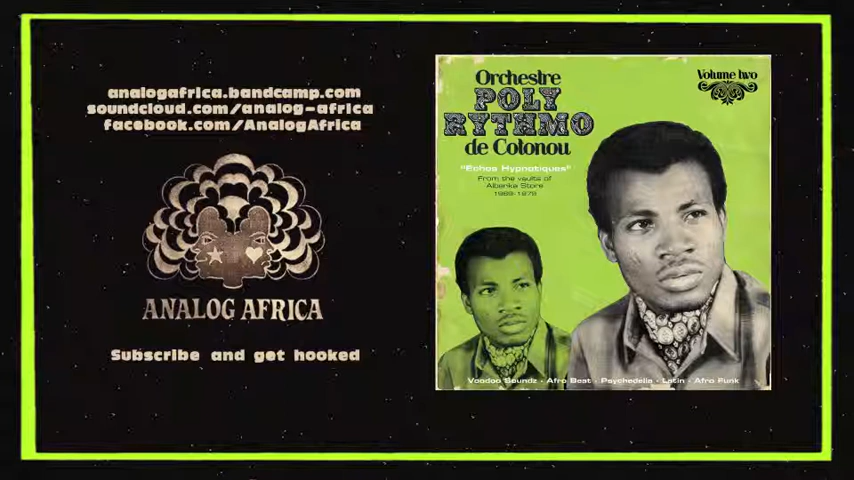 analogafrica.bandcamp.com
soundcloud.com/analog-africa
facebook.com/AnalogAfrica
ANALOG AFRICA
Subscribe and get hooked
Orchestre
POLY
RYTHMO
de Cotonou
"Echos Hypnotiques"
From the vaults of
Albarika Store
1969-1979
Volume two
Voodoo Soundz - Afro Beat - Psychedelia - Latin - Afro Funk